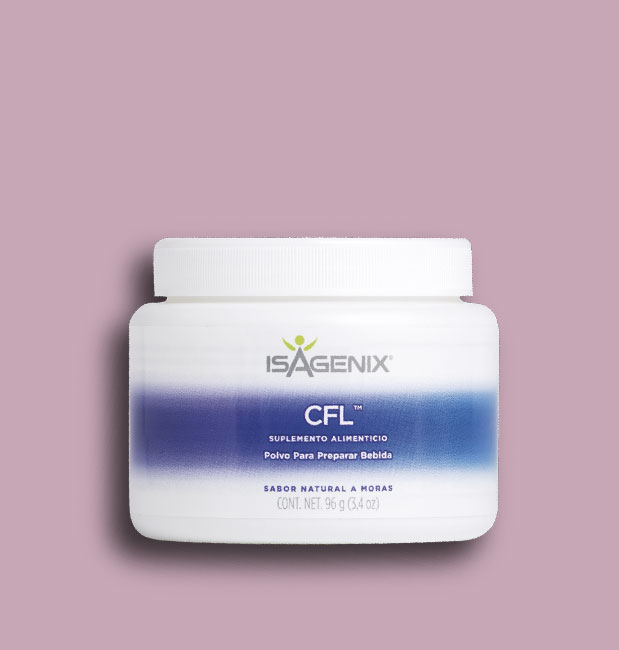 ISAGENIX®
CFL™
SUPLEMENTO ALIMENTICIO
Polvo Para Preparar Bebida
SABOR NATURAL A MORAS
CONT. NET. 96 g (3,4 oz)